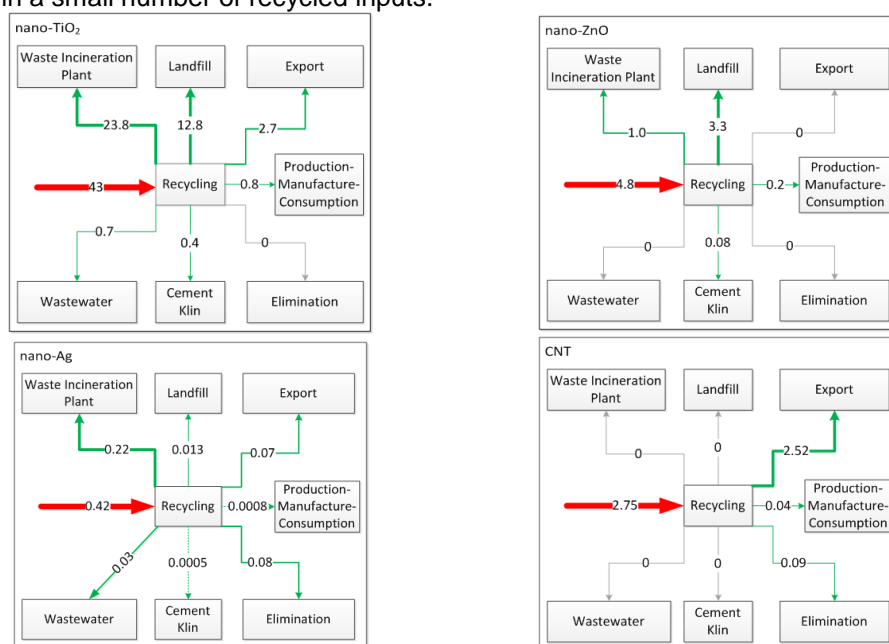 in a small number of recycled inputs.
nano-TiO₂
Waste Incineration
Plant
Landfill
Export
23.8
12.8
2.7
43
Recycling
0.8
Production-
Manufacture-
Consumption
0.7
0.4
0
Wastewater
Cement
Klin
Elimination
nano-ZnO
Waste
Incineration Plant
Landfill
Export
1.0
3.3
0
4.8
Recycling
0.2
Production-
Manufacture-
Consumption
0
0.08
0
Wastewater
Cement
Klin
Elimination
nano-Ag
Waste Incineration
Plant
Landfill
Export
0.22
0.013
0.07
0.42
Recycling
0.0008
Production-
Manufacture-
Consumption
0.03
0.0005
0.08
Wastewater
Cement
Klin
Elimination
CNT
Waste Incineration
Plant
Landfill
Export
0
0
2.52
2.75
Recycling
0.04
Production-
Manufacture-
Consumption
0
0
0.09
Wastewater
Cement
Klin
Elimination